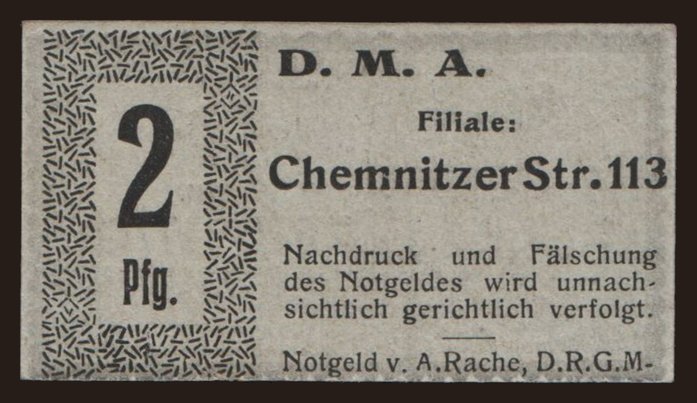 2
Pfg.
D. M. A.
Filiale:
Chemnitzer Str. 113
Nachdruck und Fälschung
des Notgeldes wird unnach-
sichtlich gerichtlich verfolgt.
Notgeld v. A. Rache, D.R.G.M-